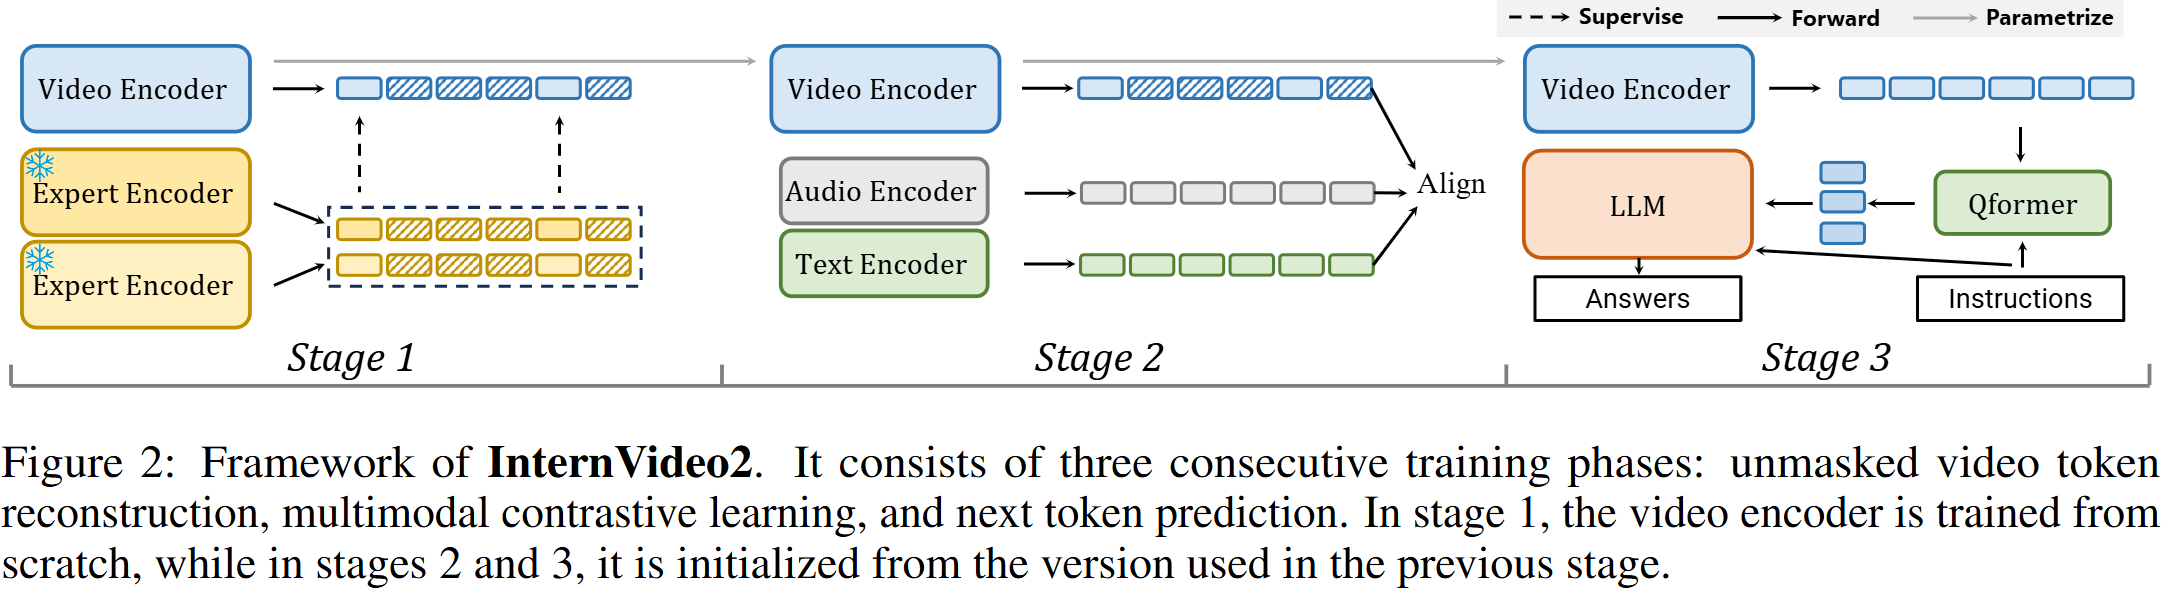 Supervise Forward Parametrize
Video Encoder
Expert Encoder
Expert Encoder
Stage 1
Video Encoder
Audio Encoder
Text Encoder
Align
Stage 2
Video Encoder
LLM
Qformer
Answers
Instructions
Stage 3
Figure 2: Framework of InternVideo2. It consists of three consecutive training phases: unmasked video token
reconstruction, multimodal contrastive learning, and next token prediction. In stage 1, the video encoder is trained from
scratch, while in stages 2 and 3, it is initialized from the version used in the previous stage.